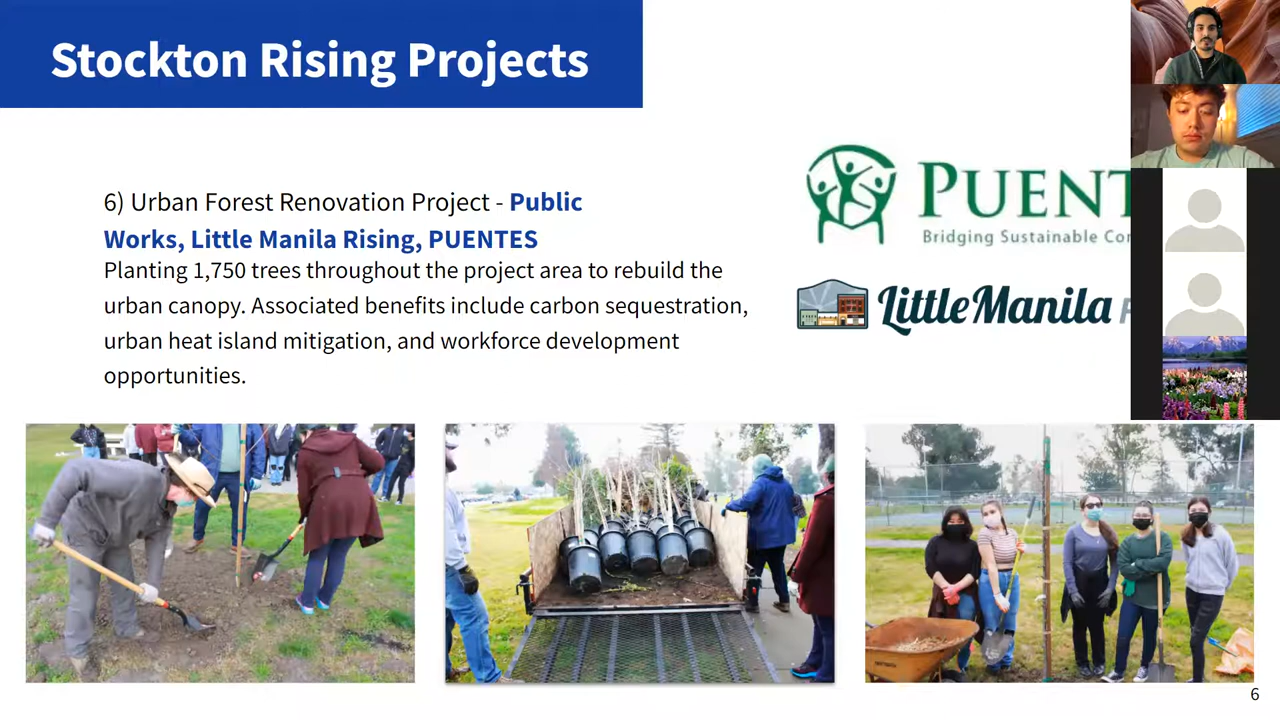 Stockton Rising Projects
6) Urban Forest Renovation Project - Public
Works, Little Manila Rising, PUENTES
Planting 1,750 trees throughout the project area to rebuild the
urban canopy. Associated benefits include carbon sequestration,
urban heat island mitigation, and workforce development
opportunities.
PUENT
Bridging Sustainable Co
Little Manila
6